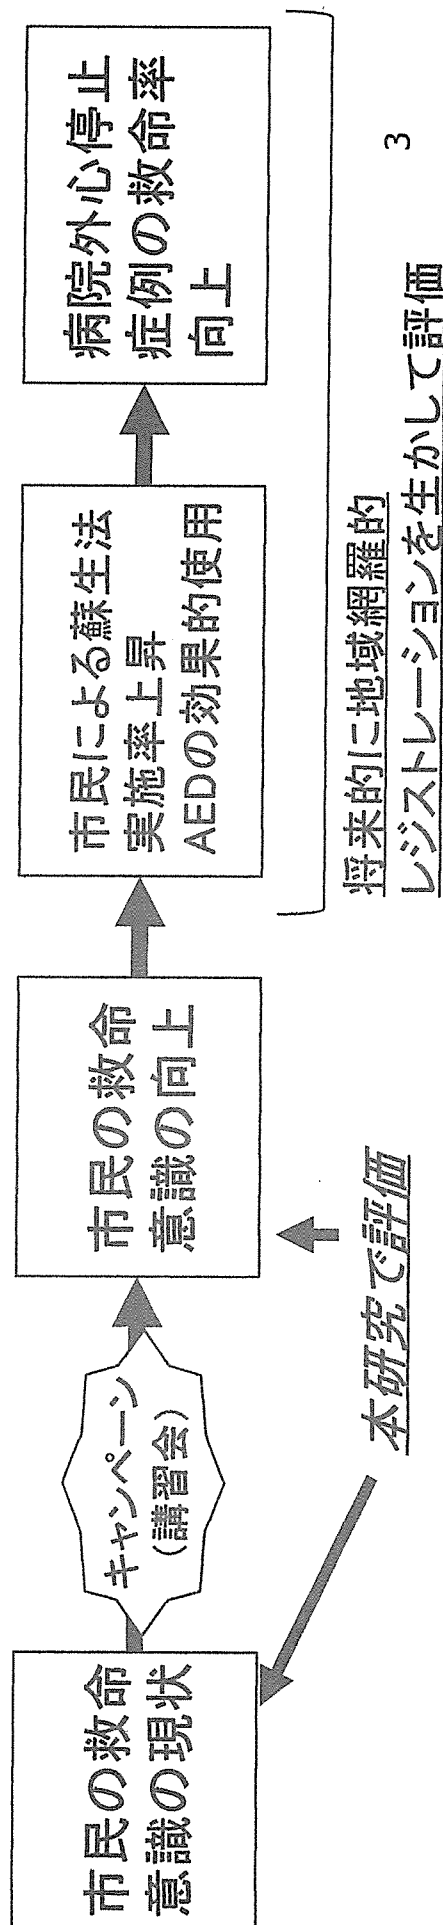 市民の救命
意識の現状
キャンペーン
（講習会）
市民の救命
意識の向上
市民による蘇生法
実施率上昇
AEDの効果的使用
病院外心停止
症例の救命率
向上
本研究で評価
将来的に地域網羅的
レジストレーションを生かして評価
3